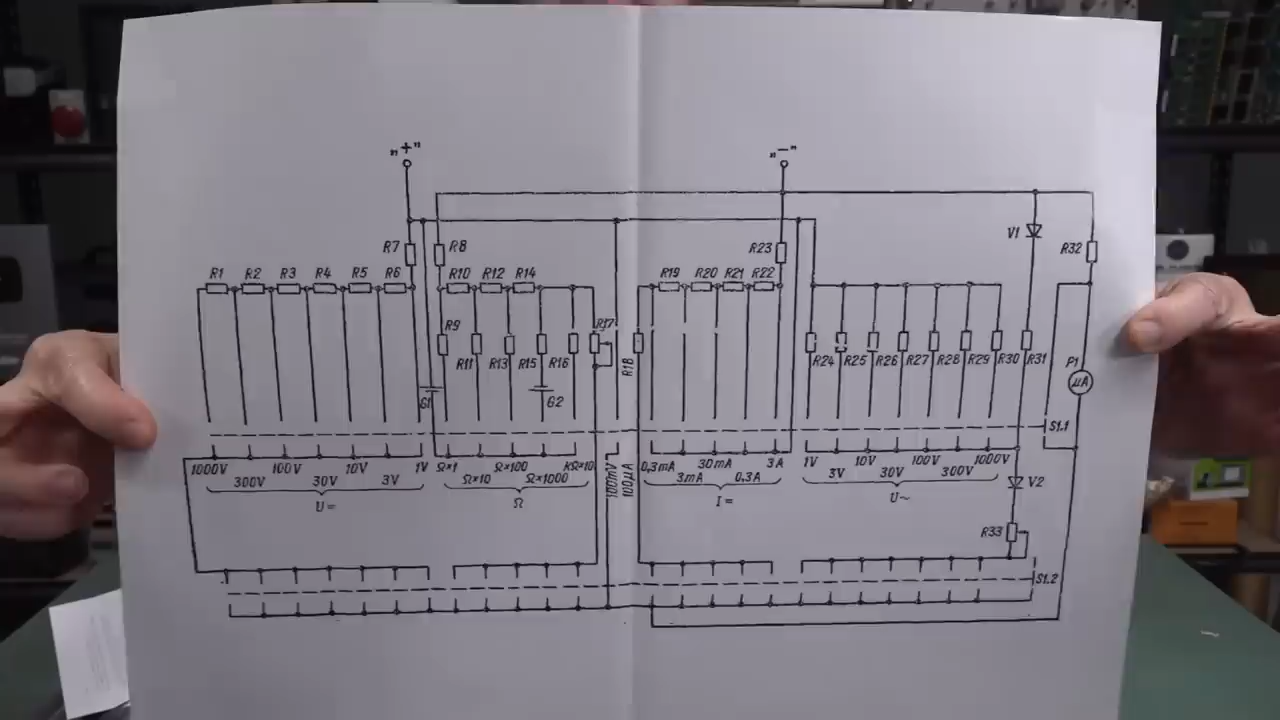 „+"
„−"
R7 R8 R23 V1 R32
R1 R2 R3 R4 R5 R6 R10 R12 R14 R19 R20 R21 R22
R9 R11 R13 R15 R16 R17 R18 R24 R25 R26 R27 R28 R29 R30 R31 P1
µA
G1 G2 S1.1
1000V 100V 10V 1V Ω×1 Ω×100 KΩ×10 0,3mA 30mA 3A 1V 10V 100V 1000V
300V 30V 3V Ω×10 Ω×1000 100mV 100µA 3mA 0,3A 3V 30V 300V V2
U= Ω I= U~
R33
S1.2